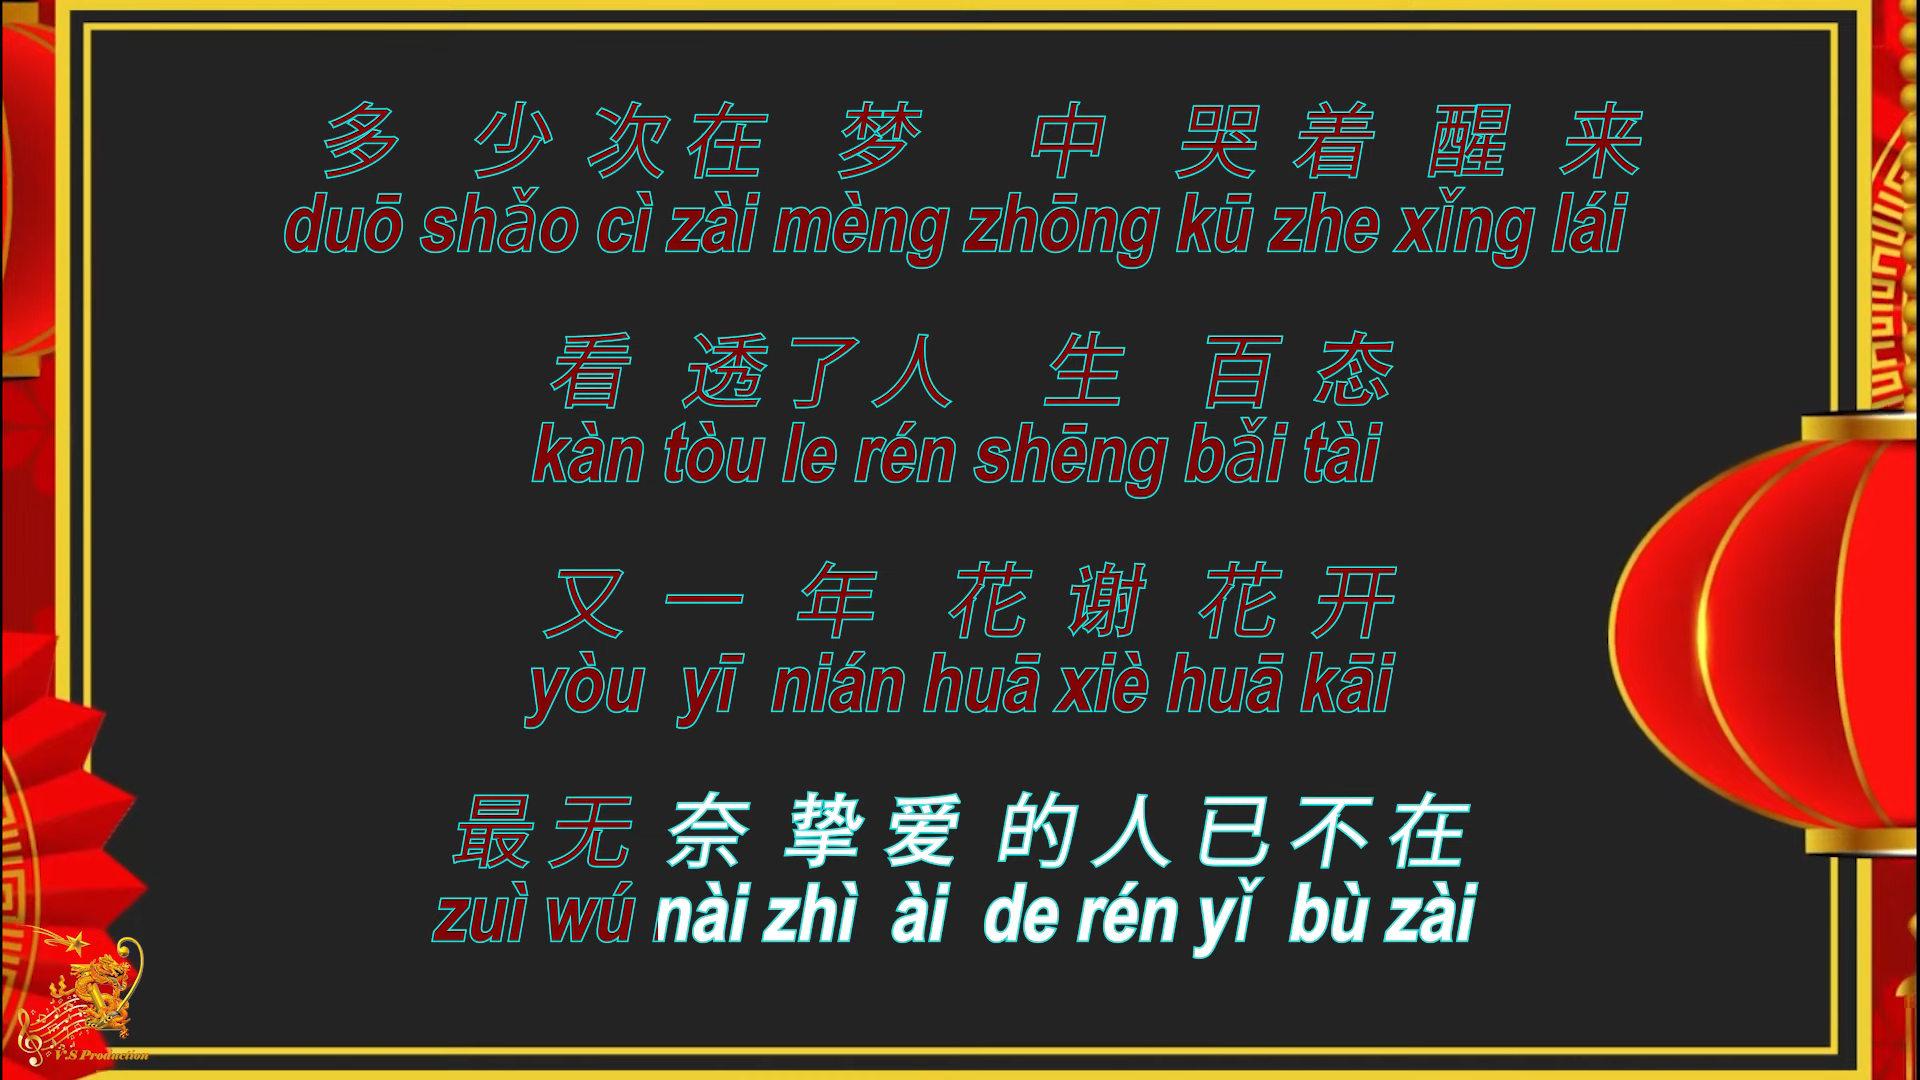 多 少 次 在 梦 中 哭 着 醒 来
duō shǎo cì zài mèng zhōng kū zhe xǐng lái
看 透 了 人 生 百 态
kàn tòu le rén shēng bǎi tài
又 一 年 花 谢 花 开
yòu yī nián huā xiè huā kāi
最 无 奈 挚 爱 的 人 已 不 在
zuì wú nài zhì ài de rén yǐ bù zài
V.S Production